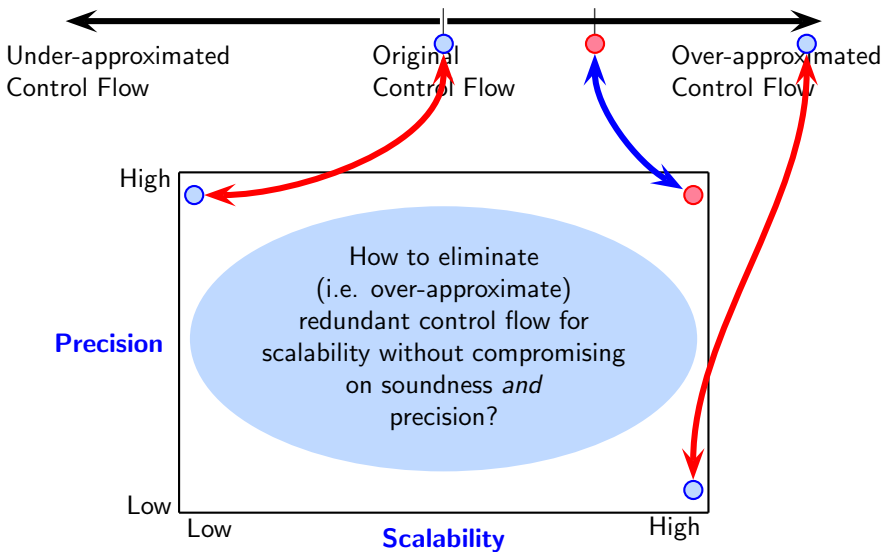 Under-approximated
Control Flow
Original
Control Flow
Over-approximated
Control Flow
High
How to eliminate
(i.e. over-approximate)
redundant control flow for
scalability without compromising
on soundness and
precision?
Precision
Low
Low
High
Scalability